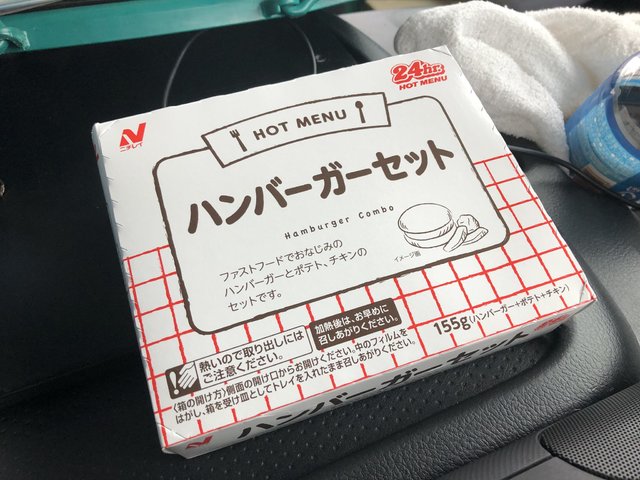 24hr.
HOT MENU
N
ニチレイ
HOT MENU
ハンバーガーセット
Hamburger Combo
ファストフードでおなじみの
ハンバーガーとポテト、チキンの
セットです。
イメージ画
熱いので取り出しには
ご注意ください。
加熱後は、お早めに
召しあがりください。
155g(ハンバーガー+ポテト+チキン)
〈箱の開け方〉側面の開け口からお開けください。中のフィルムを
はがし、箱を受け皿としてトレイを入れたまま召しあがりください。
ハンバーガーセット